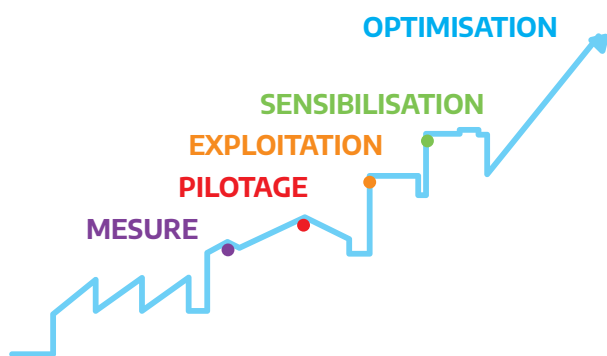 OPTIMISATION
SENSIBILISATION
EXPLOITATION
PILOTAGE
MESURE